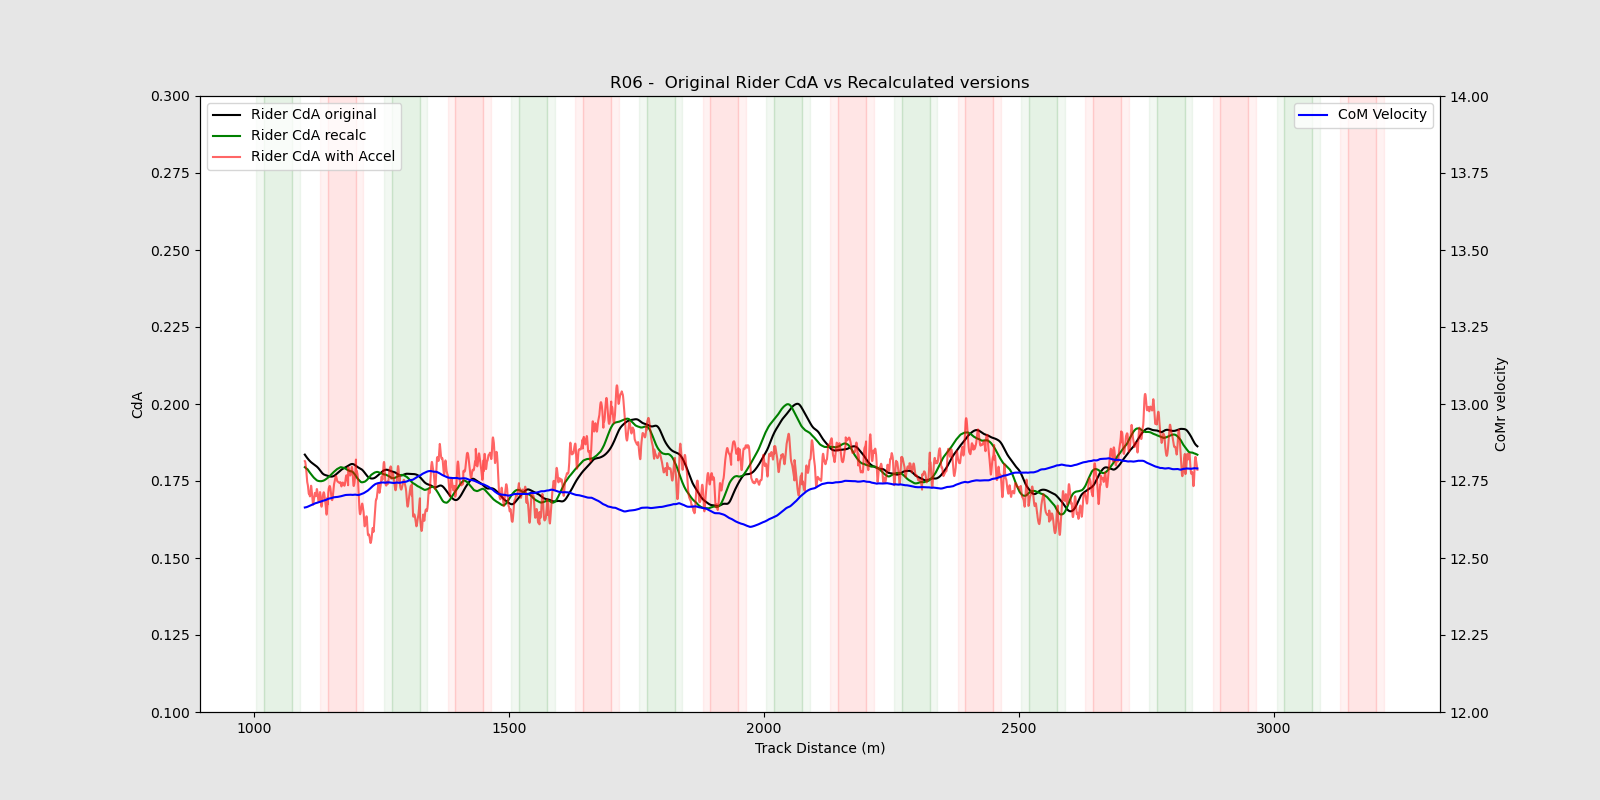 R06 -  Original Rider CdA vs Recalculated versions
Rider CdA original
Rider CdA recalc
Rider CdA with Accel
CoM Velocity
0.300
0.275
0.250
0.225
0.200
0.175
0.150
0.125
0.100
CdA
14.00
13.75
13.50
13.25
13.00
12.75
12.50
12.25
12.00
CoMr velocity
1000
1500
2000
2500
3000
Track Distance (m)